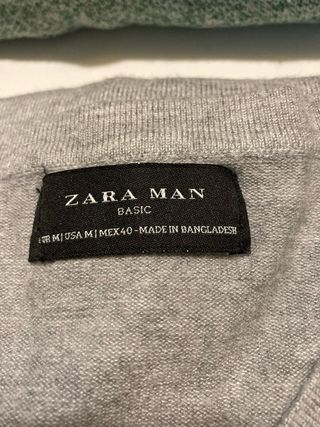 ZARA MAN
BASIC
EUR M| USA M| MEX40-MADE IN BANGLADESH